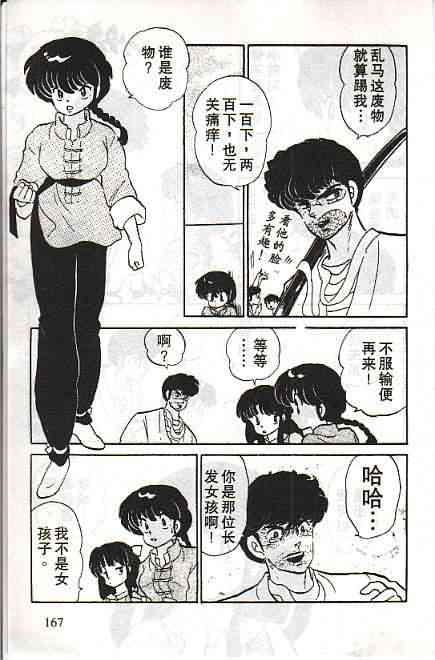 乱马这废物
就算踢我…
一百下，两
百下，也无
关痛痒！
谁是废
物？
看他的脸
多有趣！
不服输便
再来！
等等
……
啊？
哈哈
…
你是那位长
发女孩啊！
我不是女
孩子。
167